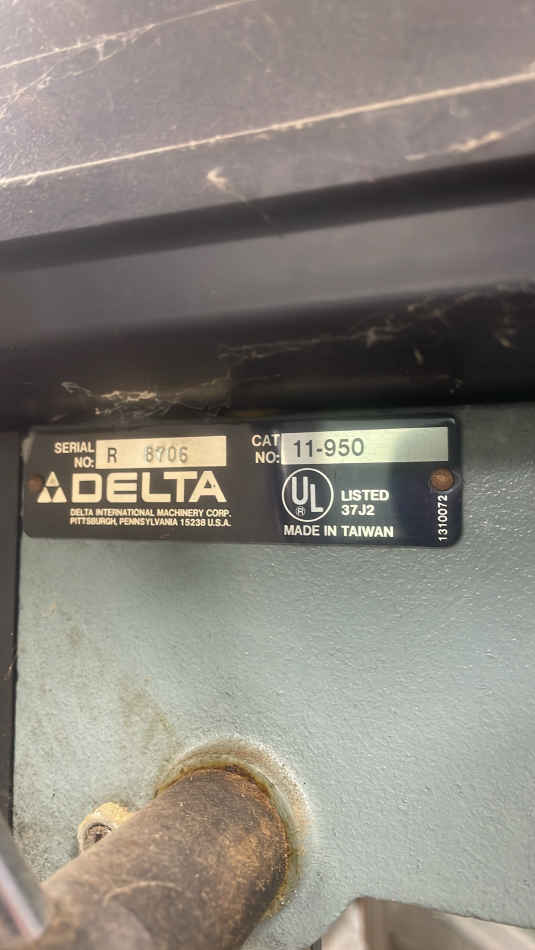 SERIAL NO: R 8706
DELTA
DELTA INTERNATIONAL MACHINERY CORP.
PITTSBURGH, PENNSYLVANIA 15238 U.S.A.
CAT NO: 11-950
UL ®
LISTED
37J2
MADE IN TAIWAN
1310072